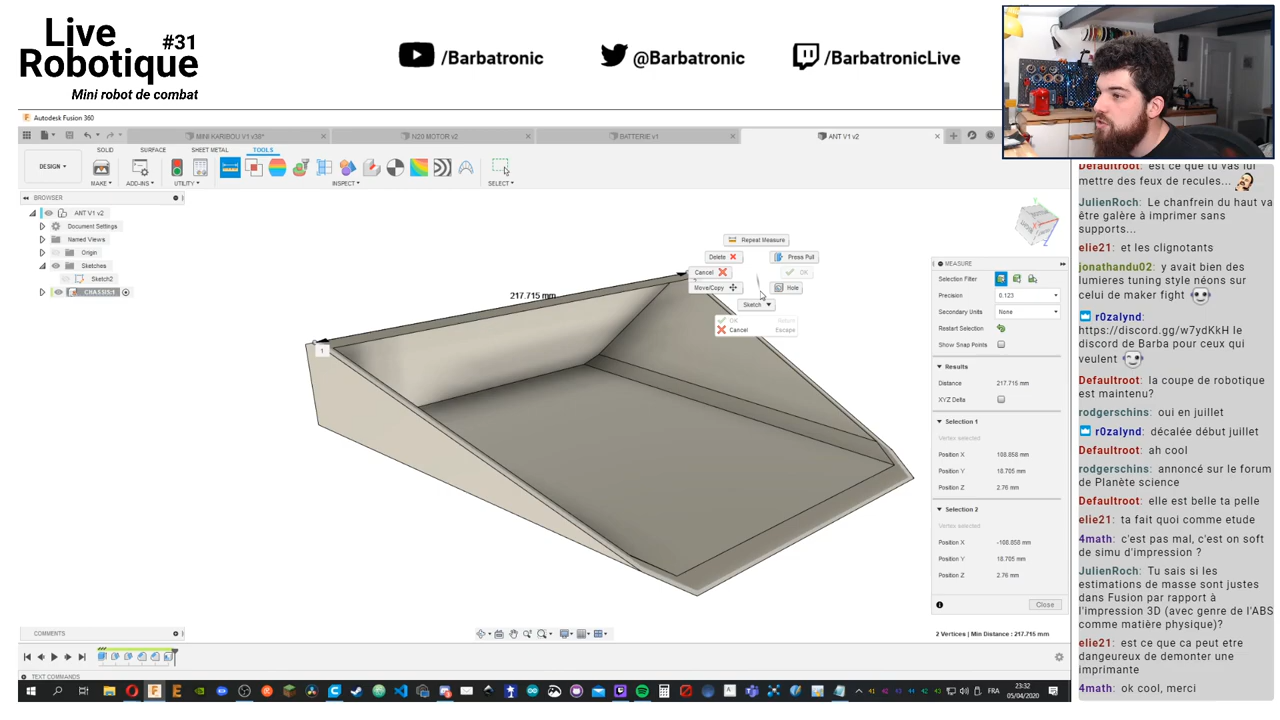 Live
Robotique #31
Mini robot de combat
/Barbatronic
@Barbatronic
/BarbatronicLive
Autodesk Fusion 360
MINI KARIBOU V1 v38*
N20 MOTOR v2
BATTERIE v1
ANT V1 v2
SOLID
SURFACE
SHEET METAL
TOOLS
DESIGN
MAKE
ADD-INS
UTILITY
INSPECT
SELECT
BROWSER
ANT V1 v2
Document Settings
Named Views
Origin
Sketches
Sketch2
CHASSIS:1
217.715 mm
1
Repeat Measure
Delete
Press Pull
Cancel
OK
Move/Copy
Hole
Sketch
OK Return
Cancel Escape
MEASURE
Selection Filter
Precision 0.123
Secondary Units None
Restart Selection
Show Snap Points
Results
Distance 217.715 mm
XYZ Delta
Selection 1
Vertex selected
Position X 108.858 mm
Position Y 18.705 mm
Position Z 2.76 mm
Selection 2
Vertex selected
Position X -108.858 mm
Position Y 18.705 mm
Position Z 2.76 mm
Close
2 Vertices | Min Distance : 217.715 mm
COMMENTS
TEXT COMMANDS
FRA
23:32
05/04/2020
Defaultroot: est ce que tu vas lui
mettre des feux de recules...
JulienRoch: Le chanfrein du haut va
être galère à imprimer sans
supports...
elie21: et les clignotants
jonathandu02: y avait bien des
lumieres tuning style néons sur
celui de maker fight
r0zalynd:
https://discord.gg/w7ydKkH le
discord de Barba pour ceux qui
veulent
Defaultroot: la coupe de robotique
est maintenu?
rodgerschins: oui en juillet
r0zalynd: décalée début juillet
Defaultroot: ah cool
rodgerschins: annoncé sur le forum
de Planète science
Defaultroot: elle est belle ta pelle
elie21: ta fait quoi comme etude
4math: c'est pas mal, c'est on soft
de simu d'impression ?
JulienRoch: Tu sais si les
estimations de masse sont justes
dans Fusion par rapport à
l'impression 3D (avec genre de l'ABS
comme matière physique)?
elie21: est ce que ca peut etre
dangeureux de demonter une
imprimante
4math: ok cool, merci